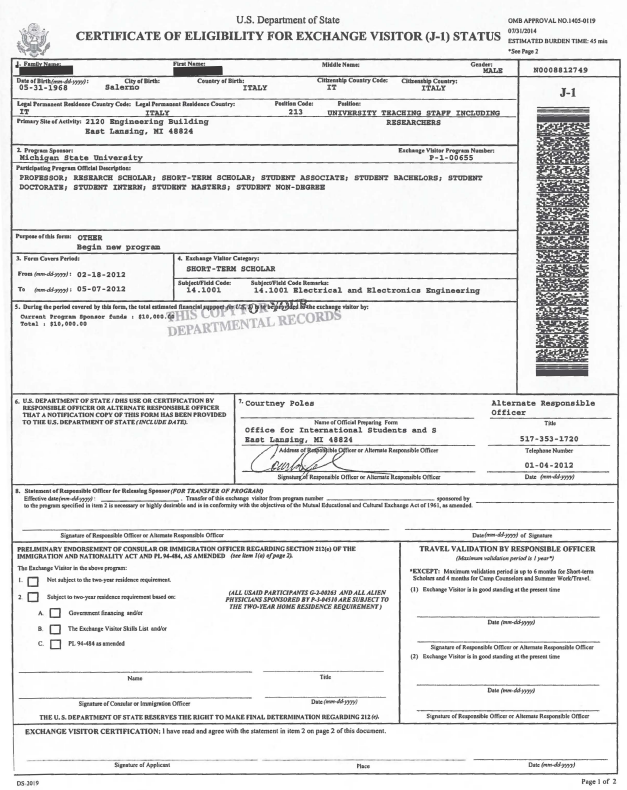 U.S. Department of State
CERTIFICATE OF ELIGIBILITY FOR EXCHANGE VISITOR (J-1) STATUS
OMB APPROVAL NO.1405-0119
07/31/2014
ESTIMATED BURDEN TIME: 45 min
*See Page 2
1. Family Name:
First Name:
Middle Name:
Gender:
MALE
N0008812749
J-1
Date of Birth(mm-dd-yyyy):
City of Birth:
Country of Birth:
Citizenship Country Code:
Citizenship Country:
05-31-1968
Salerno
ITALY
IT
ITALY
Legal Permanent Residence Country Code:
Legal Permanent Residence Country:
Position Code:
Position:
IT
ITALY
213
UNIVERSITY TEACHING STAFF INCLUDING
RESEARCHERS
Primary Site of Activity: 2120 Engineering Building
East Lansing, MI
48824
2. Program Sponsor:
Michigan State University
Exchange Visitor Program Number:
P-1-00655
Participating Program Official Description:
PROFESSOR; RESEARCH SCHOLAR; SHORT-TERM SCHOLAR; STUDENT ASSOCIATE; STUDENT BACHELORS; STUDENT
DOCTORATE; STUDENT INTERN; STUDENT MASTERS; STUDENT NON-DEGREE
Purpose of this form: OTHER
Begin new program
3. Form Covers Period:
From (mm-dd-yyyy): 02-18-2012
To (mm-dd-yyyy): 05-07-2012
4. Exchange Visitor Category:
SHORT-TERM SCHOLAR
Subject/Field Code:
Subject/Field Code Remarks:
14.1001
14.1001 Electrical and Electronics Engineering
5. During the period covered by this form, the total estimated financial support (in U.S. $) to be provided to the exchange visitor by:
Current Program Sponsor funds : $10,000.00
Total : $10,000.00
THIS COPY FOR YOUR
DEPARTMENTAL RECORDS
6. U.S. DEPARTMENT OF STATE / DHS USE OR CERTIFICATION BY
RESPONSIBLE OFFICER OR ALTERNATE RESPONSIBLE OFFICER
THAT A NOTIFICATION COPY OF THIS FORM HAS BEEN PROVIDED
TO THE U.S. DEPARTMENT OF STATE (INCLUDE DATE).
7. Courtney Poles
Alternate Responsible
Officer
Name of Official Preparing Form
Title
Office for International Students and S
East Lansing, MI 48824
517-353-1720
Address of Responsible Officer or Alternate Responsible Officer
Telephone Number
01-04-2012
Signature of Responsible Officer or Alternate Responsible Officer
Date (mm-dd-yyyy)
8. Statement of Responsible Officer for Releasing Sponsor (FOR TRANSFER OF PROGRAM)
Effective date(mm-dd-yyyy): . Transfer of this exchange visitor from program number sponsored by
to the program specified in item 2 is necessary or highly desirable and is in conformity with the objectives of the Mutual Educational and Cultural Exchange Act of 1961, as amended.
Signature of Responsible Officer or Alternate Responsible Officer
Date(mm-dd-yyyy) of Signature
PRELIMINARY ENDORSEMENT OF CONSULAR OR IMMIGRATION OFFICER REGARDING SECTION 212(e) OF THE
IMMIGRATION AND NATIONALITY ACT AND PL 94-484, AS AMENDED (see item 1(a) of page 2).
The Exchange Visitor in the above program:
1. Not subject to the two-year residence requirement.
2. Subject to two-year residence requirement based on:
A. Government financing and/or
B. The Exchange Visitor Skills List and/or
C. PL 94-484 as amended
(ALL USAID PARTICIPANTS G-3-00263 AND ALL ALIEN
PHYSICIANS SPONSORED BY P-3-04510 ARE SUBJECT TO
THE TWO-YEAR HOME RESIDENCE REQUIREMENT)
Name
Title
Signature of Consular or Immigration Officer
Date (mm-dd-yyyy)
THE U. S. DEPARTMENT OF STATE RESERVES THE RIGHT TO MAKE FINAL DETERMINATION REGARDING 212 (e).
TRAVEL VALIDATION BY RESPONSIBLE OFFICER
(Maximum validation period is 1 year*)
*EXCEPT: Maximum validation period is up to 6 months for Short-term
Scholars and 4 months for Camp Counselors and Summer Work/Travel.
(1) Exchange Visitor is in good standing at the present time
Date (mm-dd-yyyy)
Signature of Responsible Officer or Alternate Responsible Officer
(2) Exchange Visitor is in good standing at the present time
Date (mm-dd-yyyy)
Signature of Responsible Officer or Alternate Responsible Officer
EXCHANGE VISITOR CERTIFICATION: I have read and agree with the statement in item 2 on page 2 of this document.
Signature of Applicant
Place
Date (mm-dd-yyyy)
DS-2019
Page 1 of 2